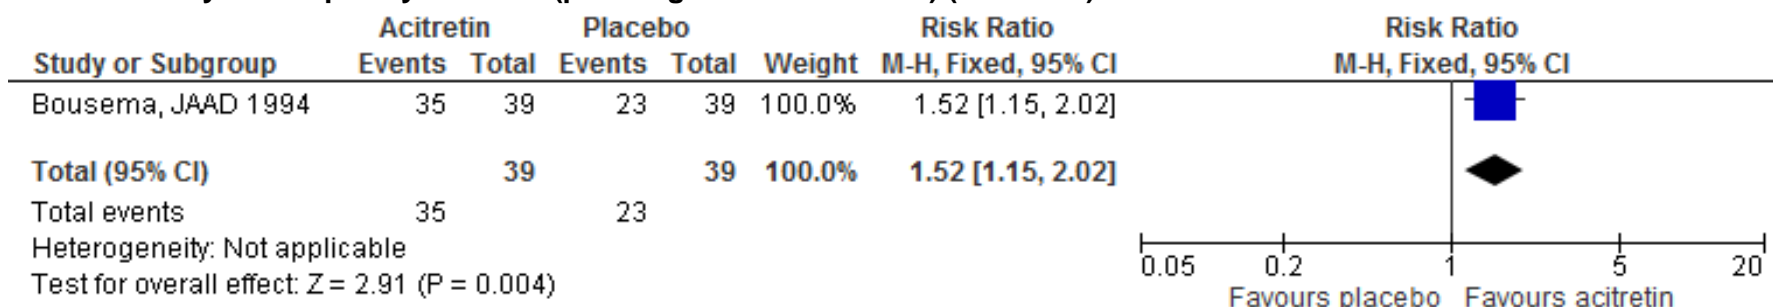 Acitretin Placebo Risk Ratio Risk Ratio
Study or Subgroup Events Total Events Total Weight M-H, Fixed, 95% CI M-H, Fixed, 95% CI
Bousema, JAAD 1994 35 39 23 39 100.0% 1.52 [1.15, 2.02]
Total (95% CI) 39 39 100.0% 1.52 [1.15, 2.02]
Total events 35 23
Heterogeneity: Not applicable
Test for overall effect: Z = 2.91 (P = 0.004)
0.05 0.2 1 5 20
Favours placebo Favours acitretin